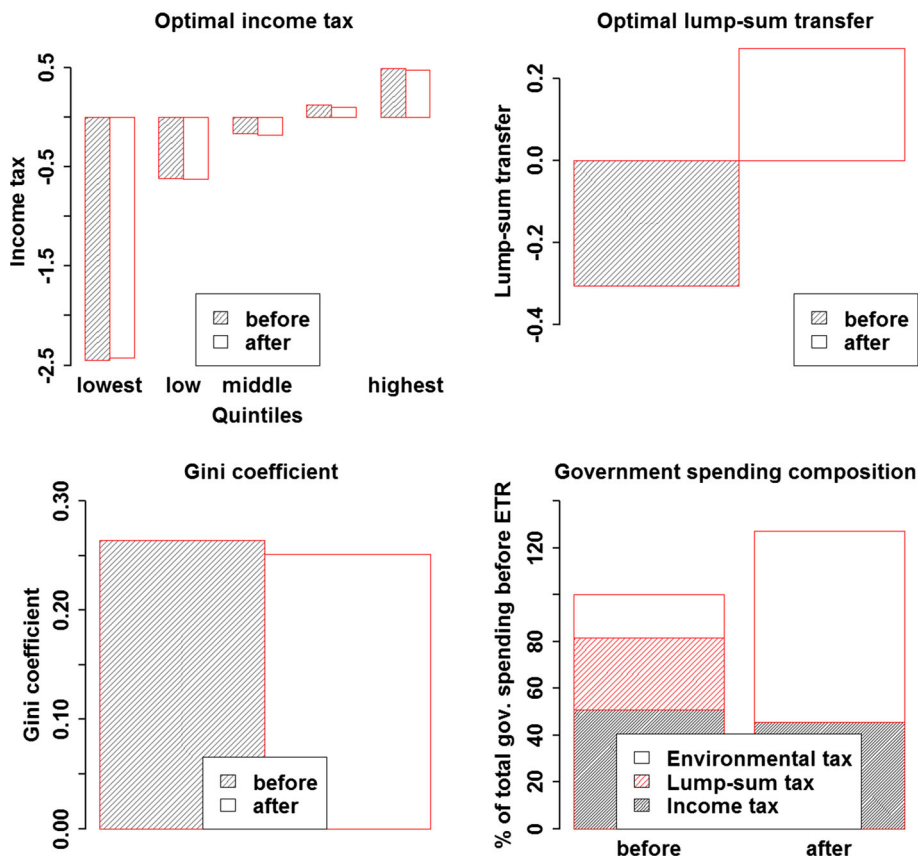 Optimal income tax
Income tax
0.5
-0.5
-1.5
-2.5
before
after
lowest low middle highest
Quintiles
Optimal lump-sum transfer
Lump-sum transfer
0.2
0.0
-0.2
-0.4
before
after
Gini coefficient
Gini coefficient
0.30
0.20
0.10
0.00
before
after
Government spending composition
% of total gov. spending before ETR
120
80
60
40
20
0
Environmental tax
Lump-sum tax
Income tax
before after